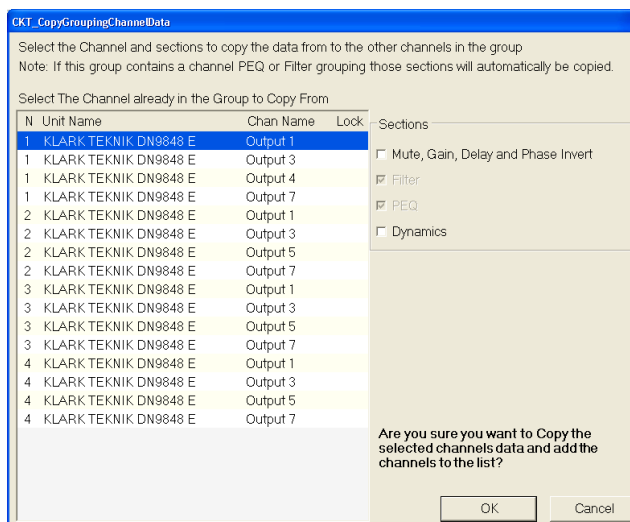 CKT_CopyGroupingChannelData
Select the Channel and sections to copy the data from to the other channels in the group
Note: If this group contains a channel PEQ or Filter grouping those sections will automatically be copied.
Select The Channel already in the Group to Copy From
N Unit Name Chan Name Lock
1 KLARK TEKNIK DN9848 E Output 1
1 KLARK TEKNIK DN9848 E Output 3
1 KLARK TEKNIK DN9848 E Output 4
1 KLARK TEKNIK DN9848 E Output 7
2 KLARK TEKNIK DN9848 E Output 1
2 KLARK TEKNIK DN9848 E Output 3
2 KLARK TEKNIK DN9848 E Output 5
2 KLARK TEKNIK DN9848 E Output 7
3 KLARK TEKNIK DN9848 E Output 1
3 KLARK TEKNIK DN9848 E Output 3
3 KLARK TEKNIK DN9848 E Output 5
3 KLARK TEKNIK DN9848 E Output 7
4 KLARK TEKNIK DN9848 E Output 1
4 KLARK TEKNIK DN9848 E Output 3
4 KLARK TEKNIK DN9848 E Output 5
4 KLARK TEKNIK DN9848 E Output 7
Sections
Mute, Gain, Delay and Phase Invert
Filter
PEQ
Dynamics
Are you sure you want to Copy the
selected channels data and add the
channels to the list?
OK Cancel